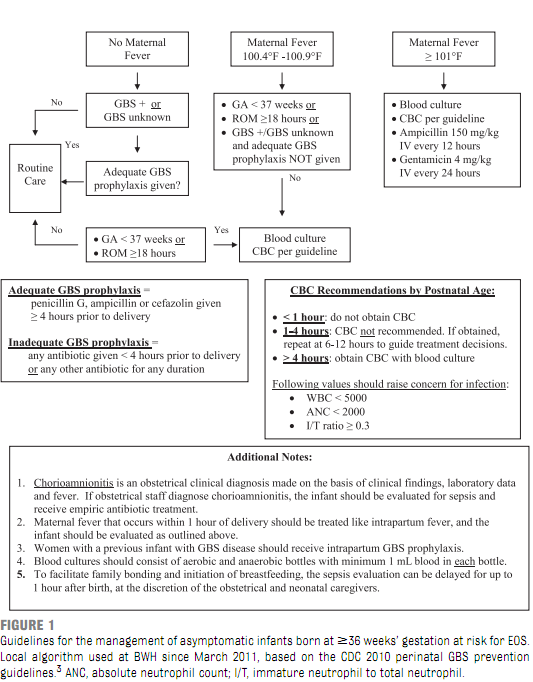 No Maternal
Fever
Maternal Fever
100.4°F -100.9°F
Maternal Fever
≥ 101°F
No
GBS + or
GBS unknown
• GA < 37 weeks or
• ROM ≥18 hours or
• GBS +/GBS unknown
and adequate GBS
prophylaxis NOT given
• Blood culture
• CBC per guideline
• Ampicillin 150 mg/kg
IV every 12 hours
• Gentamicin 4 mg/kg
IV every 24 hours
Routine
Care
Yes
Adequate GBS
prophylaxis given?
No
No
• GA < 37 weeks or
• ROM ≥18 hours
Yes
Blood culture
CBC per guideline
Adequate GBS prophylaxis =
penicillin G, ampicillin or cefazolin given
≥ 4 hours prior to delivery
Inadequate GBS prophylaxis =
any antibiotic given < 4 hours prior to delivery
or any other antibiotic for any duration
CBC Recommendations by Postnatal Age:
• < 1 hour: do not obtain CBC
• 1-4 hours: CBC not recommended. If obtained,
repeat at 6-12 hours to guide treatment decisions.
• > 4 hours: obtain CBC with blood culture
Following values should raise concern for infection:
• WBC < 5000
• ANC < 2000
• I/T ratio ≥ 0.3
Additional Notes:
1. Chorioamnionitis is an obstetrical clinical diagnosis made on the basis of clinical findings, laboratory data
and fever. If obstetrical staff diagnose chorioamnionitis, the infant should be evaluated for sepsis and
receive empiric antibiotic treatment.
2. Maternal fever that occurs within 1 hour of delivery should be treated like intrapartum fever, and the
infant should be evaluated as outlined above.
3. Women with a previous infant with GBS disease should receive intrapartum GBS prophylaxis.
4. Blood cultures should consist of aerobic and anaerobic bottles with minimum 1 mL blood in each bottle.
5. To facilitate family bonding and initiation of breastfeeding, the sepsis evaluation can be delayed for up to
1 hour after birth, at the discretion of the obstetrical and neonatal caregivers.
FIGURE 1
Guidelines for the management of asymptomatic infants born at ≥36 weeks' gestation at risk for EOS.
Local algorithm used at BWH since March 2011, based on the CDC 2010 perinatal GBS prevention
guidelines.3 ANC, absolute neutrophil count; I/T, immature neutrophil to total neutrophil.